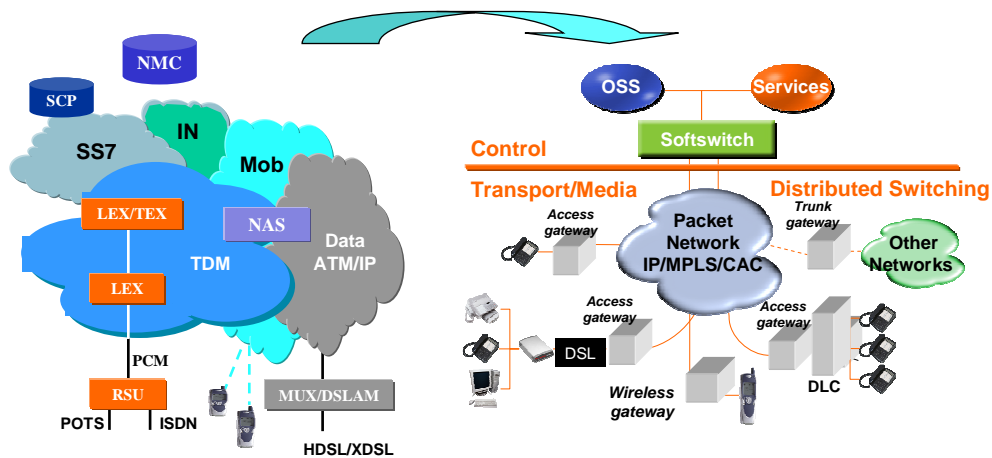 NMC
SCP
IN
SS7
Mob
LEX/TEX
NAS
Data
ATM/IP
TDM
LEX
PCM
RSU
MUX/DSLAM
POTS
ISDN
HDSL/XDSL
OSS
Services
Softswitch
Control
Transport/Media
Distributed Switching
Access
gateway
Packet
Network
IP/MPLS/CAC
Trunk
gateway
Other
Networks
Access
gateway
DSL
Access
gateway
DLC
Wireless
gateway